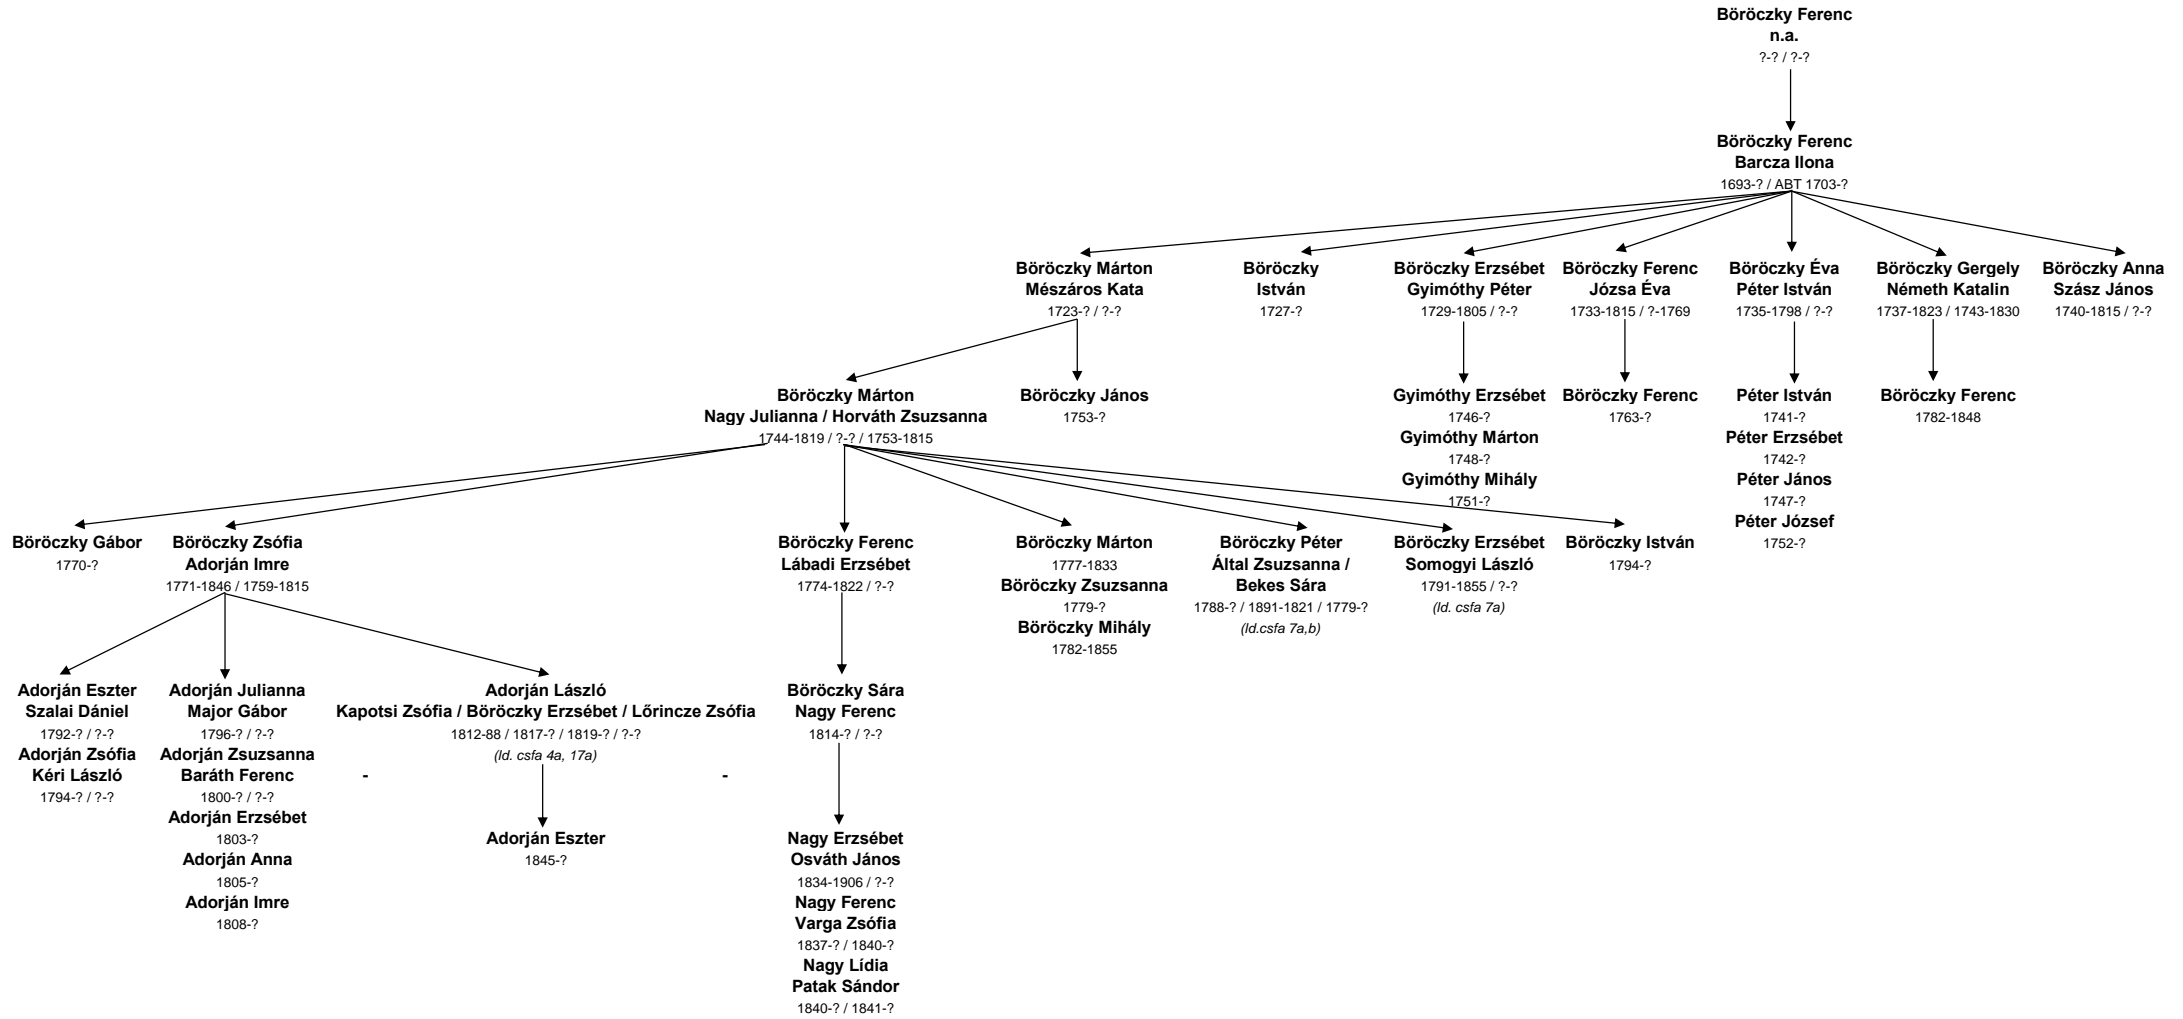 Böröczky Ferenc
n.a.
?-? / ?-?
Böröczky Ferenc
Barcza Ilona
1693-? / ABT 1703-?
Böröczky Márton
Mészáros Kata
1723-? / ?-?
Böröczky
István
1727-?
Böröczky Erzsébet
Gyimóthy Péter
1729-1805 / ?-?
Böröczky Ferenc
Józsa Éva
1733-1815 / ?-1769
Böröczky Éva
Péter István
1735-1798 / ?-?
Böröczky Gergely
Németh Katalin
1737-1823 / 1743-1830
Böröczky Anna
Szász János
1740-1815 / ?-?
Böröczky Márton
Nagy Julianna / Horváth Zsuzsanna
1744-1819 / ?-? / 1753-1815
Böröczky János
1753-?
Gyimóthy Erzsébet
1746-?
Gyimóthy Márton
1748-?
Gyimóthy Mihály
1751-?
Böröczky Ferenc
1763-?
Péter István
1741-?
Péter Erzsébet
1742-?
Péter János
1747-?
Péter József
1752-?
Böröczky Ferenc
1782-1848
Böröczky Gábor
1770-?
Böröczky Zsófia
Adorján Imre
1771-1846 / 1759-1815
Böröczky Ferenc
Lábadi Erzsébet
1774-1822 / ?-?
Böröczky Márton
1777-1833
Böröczky Zsuzsanna
1779-?
Böröczky Mihály
1782-1855
Böröczky Péter
Által Zsuzsanna /
Bekes Sára
1788-? / 1891-1821 / 1779-?
(ld.csfa 7a,b)
Böröczky Erzsébet
Somogyi László
1791-1855 / ?-?
(ld. csfa 7a)
Böröczky István
1794-?
Adorján Eszter
Szalai Dániel
1792-? / ?-?
Adorján Zsófia
Kéri László
1794-? / ?-?
Adorján Julianna
Major Gábor
1796-? / ?-?
Adorján Zsuzsanna
Baráth Ferenc
1800-? / ?-?
Adorján Erzsébet
1803-?
Adorján Anna
1805-?
Adorján Imre
1808-?
Adorján László
Kapotsi Zsófia / Böröczky Erzsébet / Lőrincze Zsófia
1812-88 / 1817-? / 1819-? / ?-?
(ld. csfa 4a, 17a)
- -
Adorján Eszter
1845-?
Böröczky Sára
Nagy Ferenc
1814-? / ?-?
Nagy Erzsébet
Osváth János
1834-1906 / ?-?
Nagy Ferenc
Varga Zsófia
1837-? / 1840-?
Nagy Lídia
Patak Sándor
1840-? / 1841-?